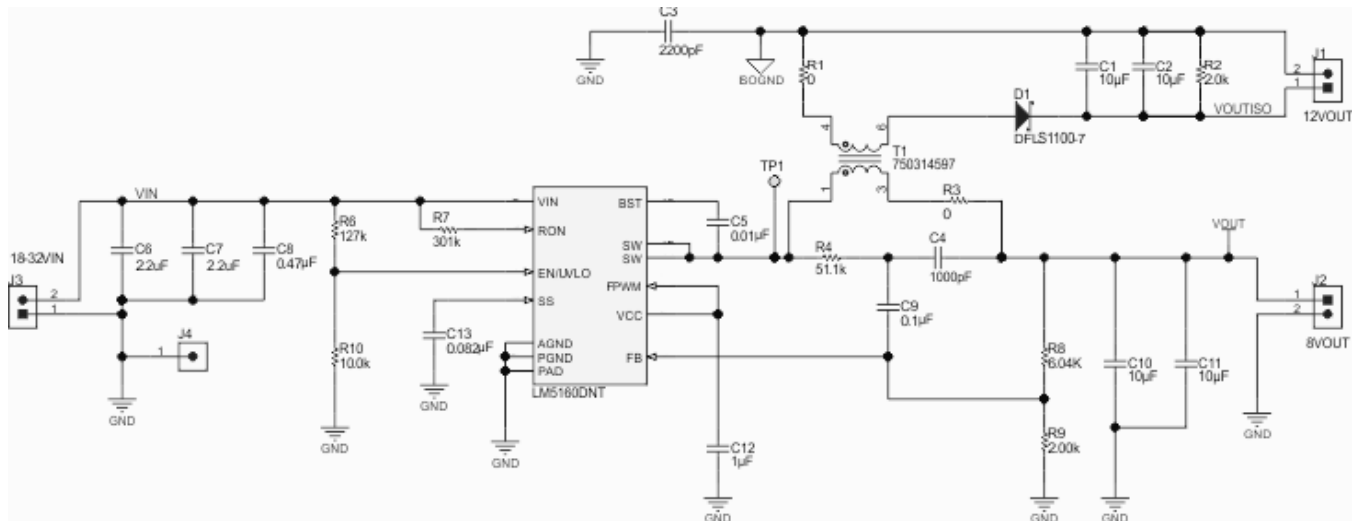 C3
2200pF
GND
BOGND
R1
0
C1
10µF
C2
10µF
R2
2.0k
J1
2
1
12VOUT
VOUTISO
D1
DFLS1100-7
4
6
T1
750314597
1
3
TP1
R3
0
VIN
18-32VIN
J3
2
1
C6
2.2uF
C7
2.2uF
C8
0.47µF
J4
1
GND
R6
127k
R10
10.0k
GND
R7
301k
C13
0.082µF
GND
VIN
RON
EN/UVLO
SS
AGND
PGND
PAD
BST
SW
SW
FPWM
VCC
FB
LM5160DNT
GND
C5
0.01µF
R4
51.1k
C4
1000pF
C9
0.1µF
C12
1µF
GND
R8
6.04K
R9
2.00k
GND
C10
10µF
C11
10µF
GND
VOUT
J2
1
2
8VOUT
GND